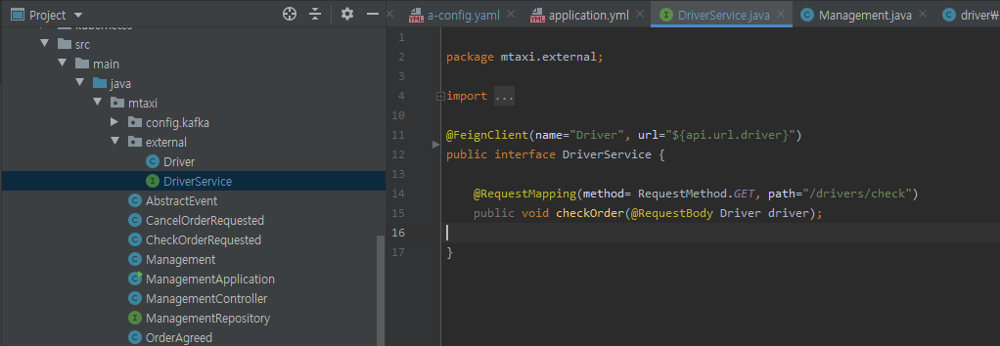 Project
a-config.yaml
application.yml
DriverService.java
Management.java
driver₩
src
main
java
mtaxi
config.kafka
external
Driver
DriverService
AbstractEvent
CancelOrderRequested
CheckOrderRequested
Management
ManagementApplication
ManagementController
ManagementRepository
OrderAgreed
1
2 package mtaxi.external;
3
4 import ...
10
11 @FeignClient(name="Driver", url="${api.url.driver}")
12 public interface DriverService {
13
14 @RequestMapping(method= RequestMethod.GET, path="/drivers/check")
15 public void checkOrder(@RequestBody Driver driver);
16
17 }